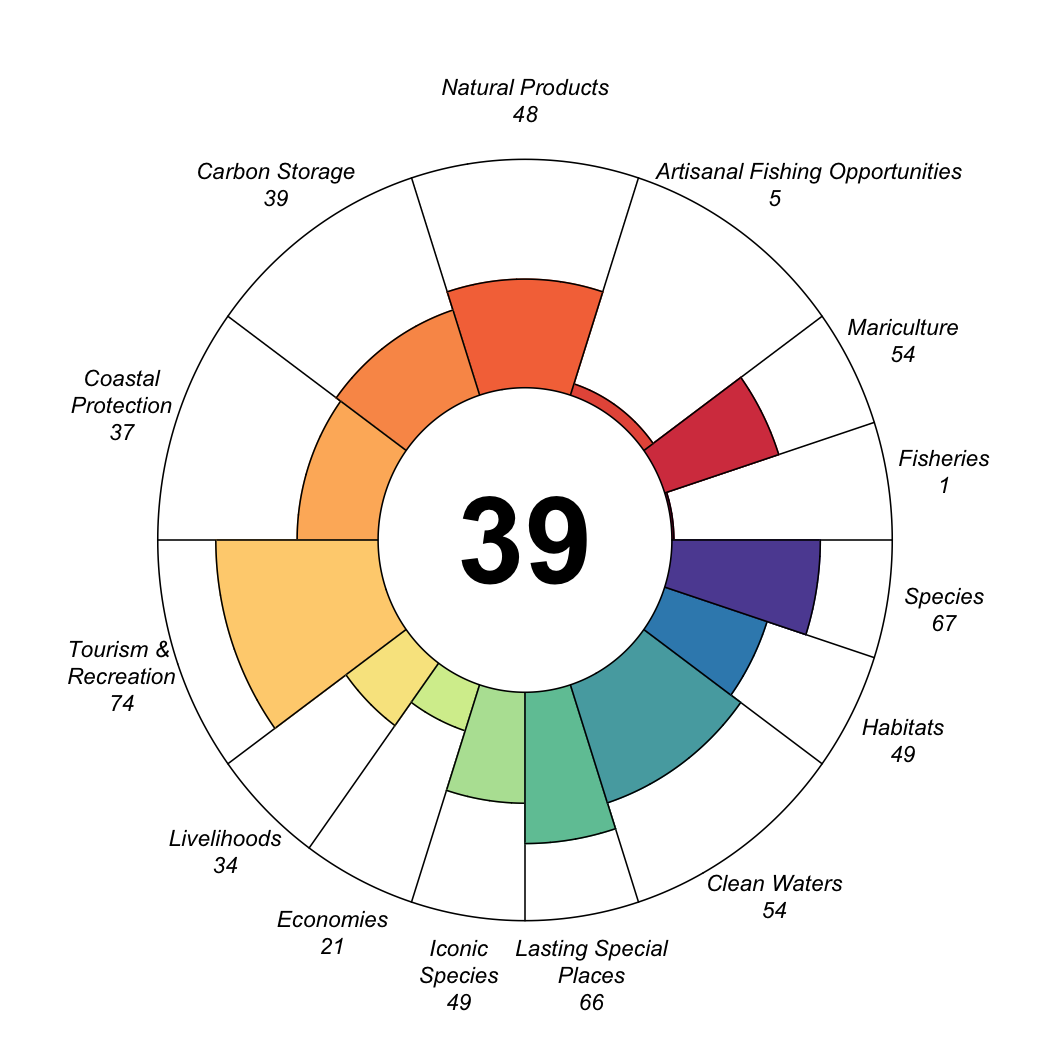 Natural Products
48
Carbon Storage
39
Artisanal Fishing Opportunities
5
Mariculture
54
Coastal
Protection
37
Fisheries
1
39
Species
67
Tourism &
Recreation
74
Habitats
49
Livelihoods
34
Clean Waters
54
Economies
21
Iconic
Species
49
Lasting Special
Places
66